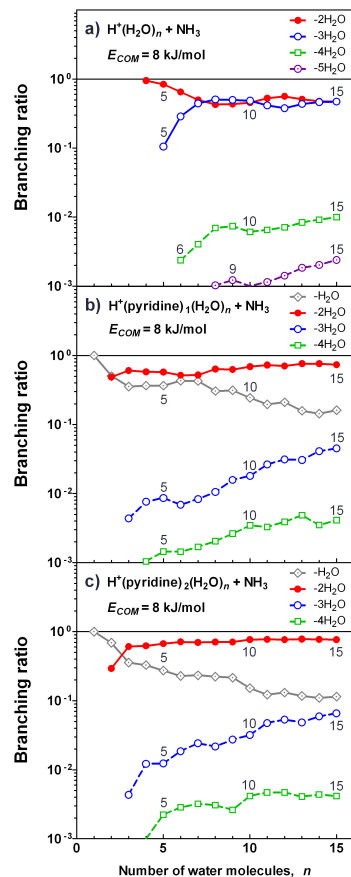 a) H⁺(H₂O)ₙ + NH₃
E_COM = 8 kJ/mol
-2H₂O
-3H₂O
-4H₂O
-5H₂O
Branching ratio
10⁰
10⁻¹
10⁻²
10⁻³
5
5
10
15
6
10
15
9
15
b) H⁺(pyridine)₁(H₂O)ₙ + NH₃
E_COM = 8 kJ/mol
-H₂O
-2H₂O
-3H₂O
-4H₂O
Branching ratio
10⁰
10⁻¹
10⁻²
10⁻³
5
10
15
5
10
15
5
10
15
c) H⁺(pyridine)₂(H₂O)ₙ + NH₃
E_COM = 8 kJ/mol
-H₂O
-2H₂O
-3H₂O
-4H₂O
Branching ratio
10⁰
10⁻¹
10⁻²
10⁻³
5
10
15
5
10
15
5
10
15
0 5 10 15
Number of water molecules, n